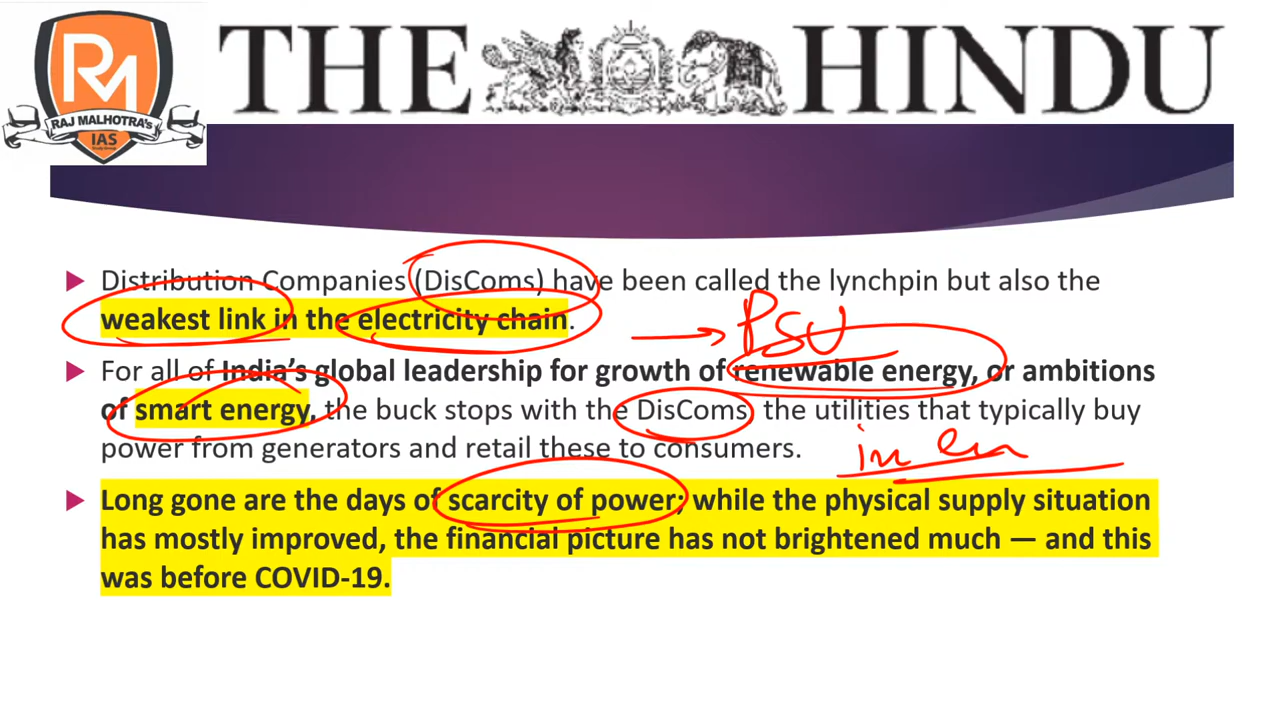 RM
RAJ MALHOTRA'S
IAS
Study Group
THE HINDU
Distribution Companies (DisComs) have been called the lynchpin but also the
weakest link in the electricity chain.
PSU
For all of India's global leadership for growth of renewable energy, or ambitions
of smart energy, the buck stops with the DisComs, the utilities that typically buy
power from generators and retail these to consumers.
in
Long gone are the days of scarcity of power; while the physical supply situation
has mostly improved, the financial picture has not brightened much — and this
was before COVID-19.